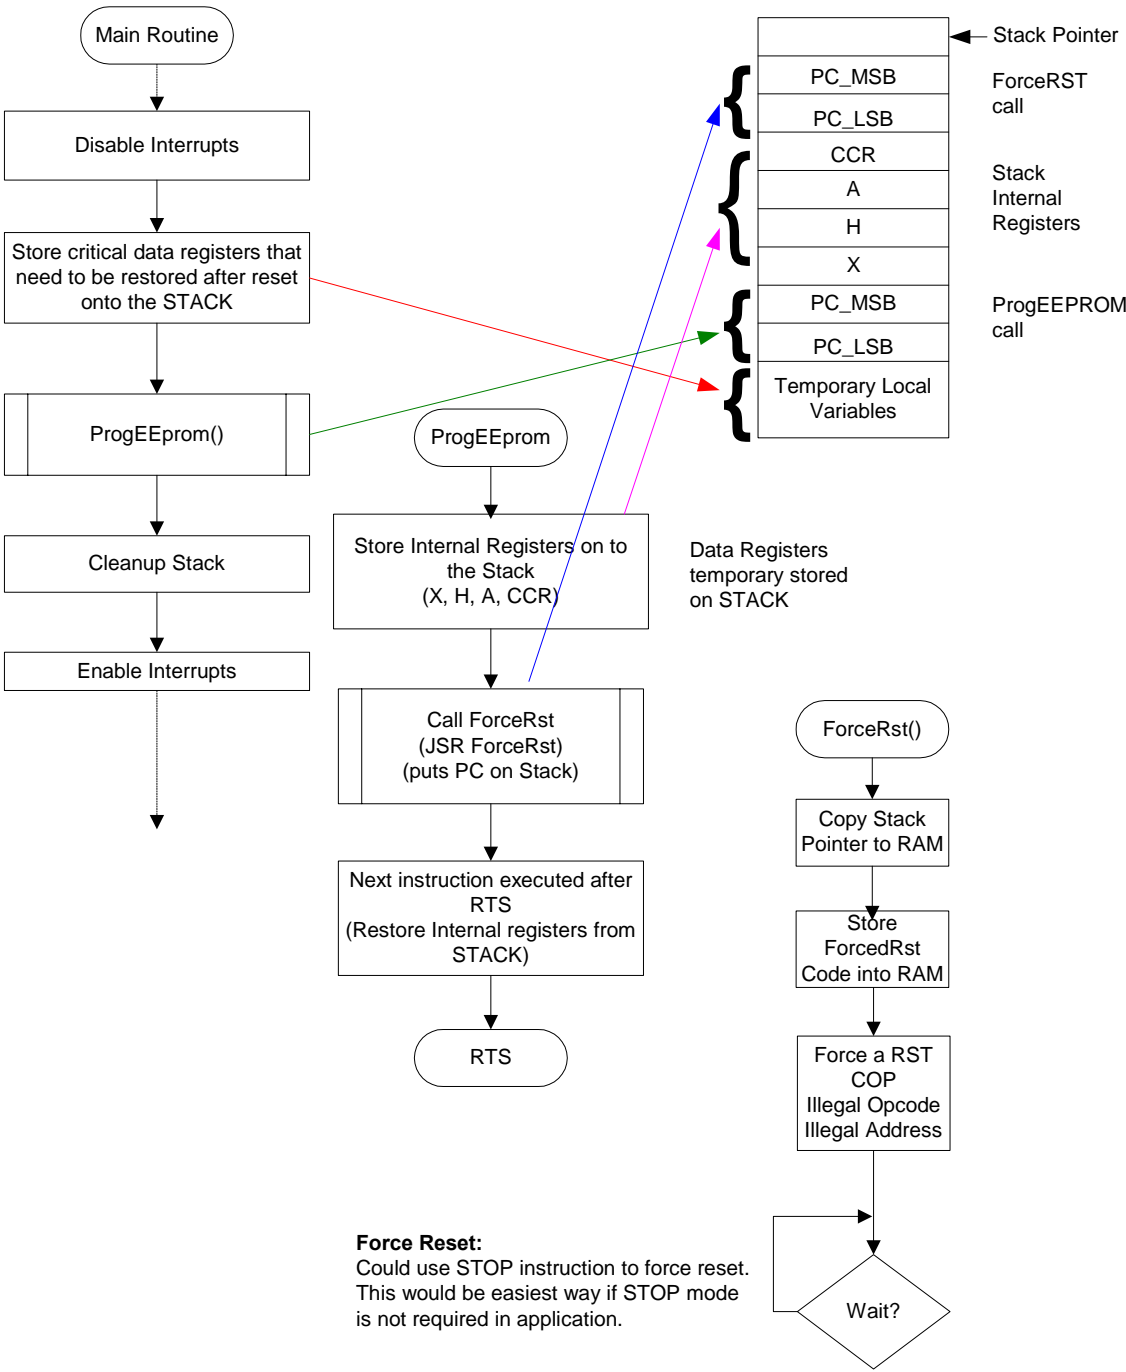 Main Routine
Disable Interrupts
Store critical data registers that
need to be restored after reset
onto the STACK
ProgEEprom()
Cleanup Stack
Enable Interrupts
ProgEEprom
Store Internal Registers on to
the Stack
(X, H, A, CCR)
Call ForceRst
(JSR ForceRst)
(puts PC on Stack)
Next instruction executed after
RTS
(Restore Internal registers from
STACK)
RTS
Stack Pointer
PC_MSB
PC_LSB
ForceRST
call
CCR
A
H
X
Stack
Internal
Registers
PC_MSB
PC_LSB
ProgEEPROM
call
Temporary Local
Variables
Data Registers
temporary stored
on STACK
ForceRst()
Copy Stack
Pointer to RAM
Store
ForcedRst
Code into RAM
Force a RST
COP
Illegal Opcode
Illegal Address
Wait?
Force Reset:
Could use STOP instruction to force reset.
This would be easiest way if STOP mode
is not required in application.